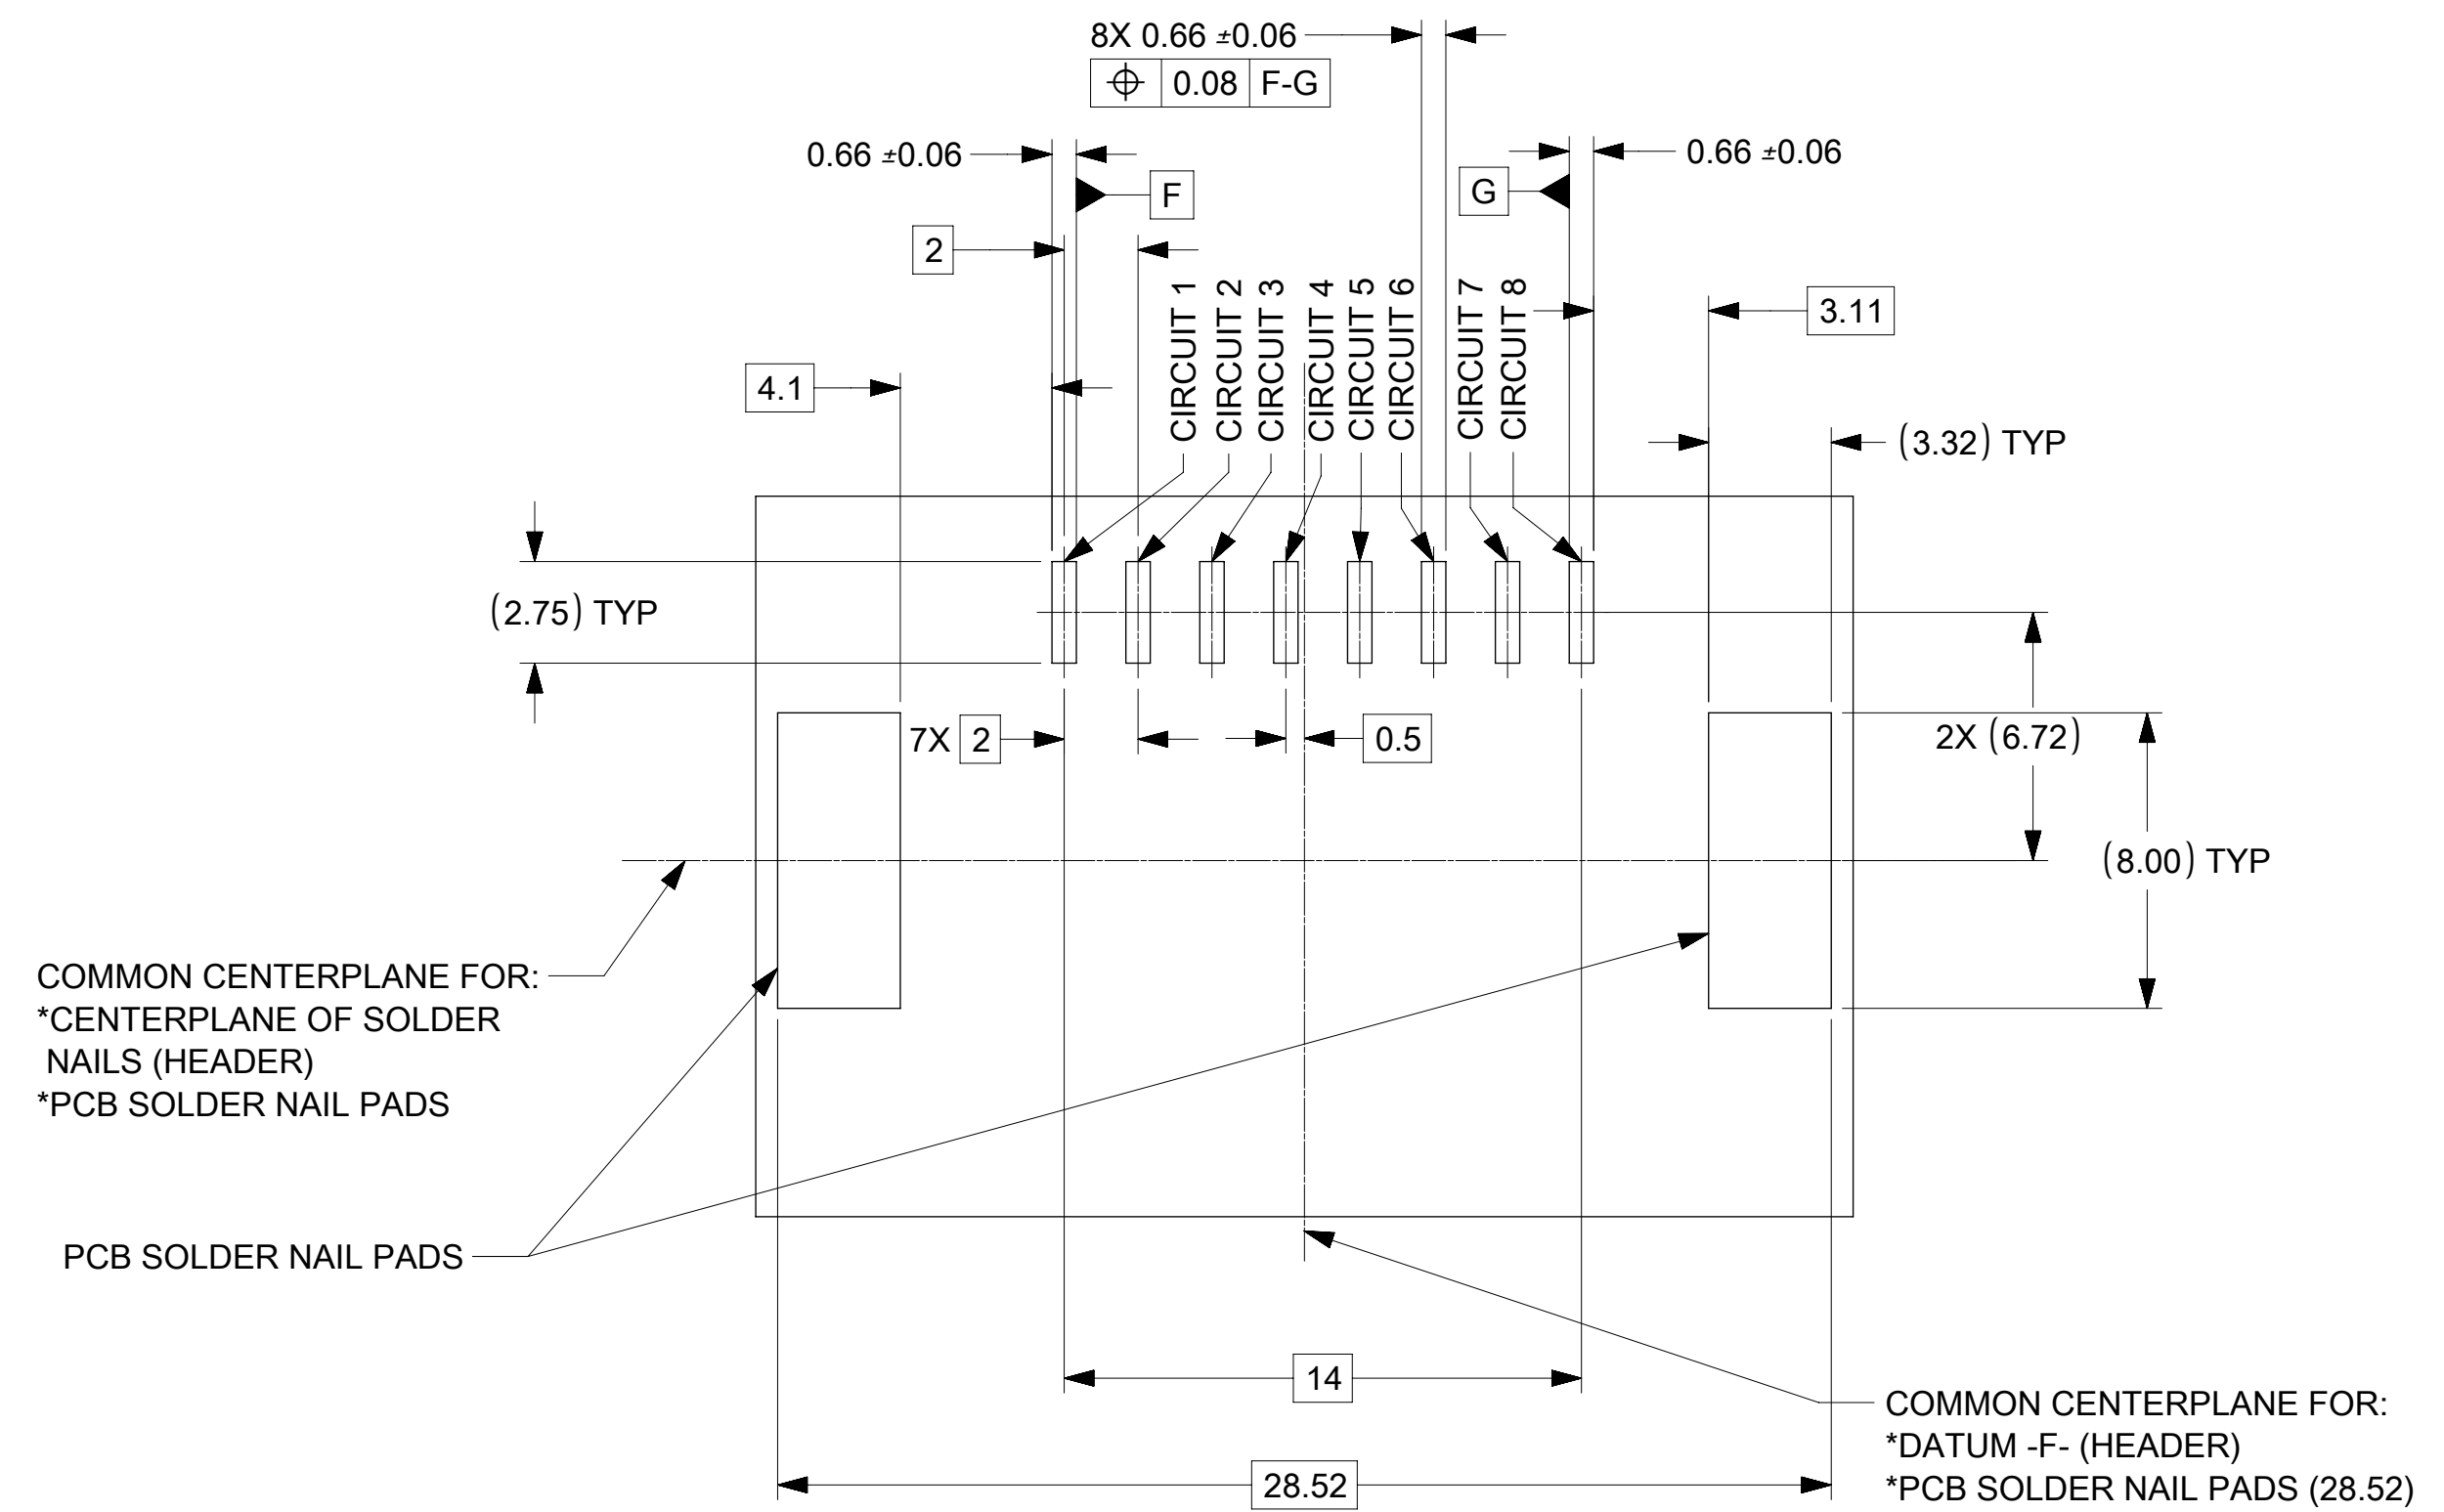 8X 0.66 ±0.06
⌖ 0.08 F-G
0.66 ±0.06
0.66 ±0.06
F
G
2
3.11
4.1
CIRCUIT 1
CIRCUIT 2
CIRCUIT 3
CIRCUIT 4
CIRCUIT 5
CIRCUIT 6
CIRCUIT 7
CIRCUIT 8
(3.32) TYP
(2.75) TYP
7X 2
0.5
2X (6.72)
(8.00) TYP
COMMON CENTERPLANE FOR:
*CENTERPLANE OF SOLDER
NAILS (HEADER)
*PCB SOLDER NAIL PADS
PCB SOLDER NAIL PADS
14
COMMON CENTERPLANE FOR:
*DATUM -F- (HEADER)
*PCB SOLDER NAIL PADS (28.52)
28.52